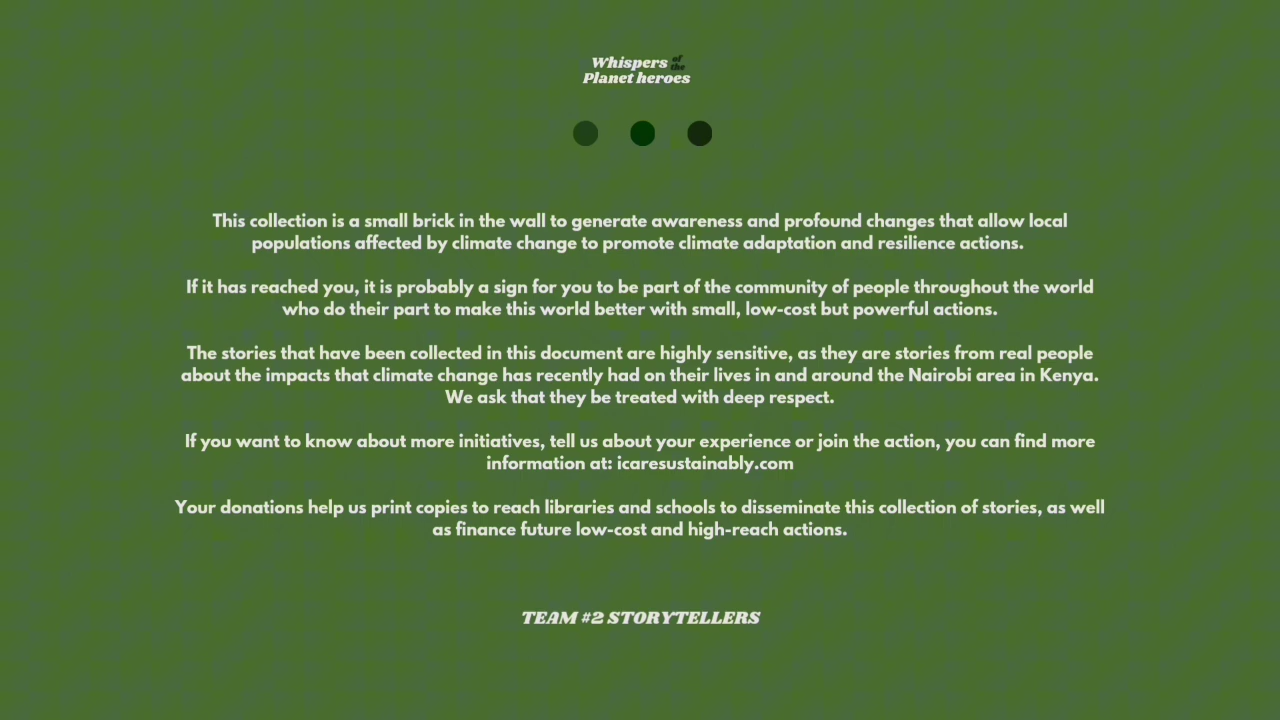 Whispers of the
Planet heroes
This collection is a small brick in the wall to generate awareness and profound changes that allow local
populations affected by climate change to promote climate adaptation and resilience actions.
If it has reached you, it is probably a sign for you to be part of the community of people throughout the world
who do their part to make this world better with small, low-cost but powerful actions.
The stories that have been collected in this document are highly sensitive, as they are stories from real people
about the impacts that climate change has recently had on their lives in and around the Nairobi area in Kenya.
We ask that they be treated with deep respect.
If you want to know about more initiatives, tell us about your experience or join the action, you can find more
information at: icaresustainably.com
Your donations help us print copies to reach libraries and schools to disseminate this collection of stories, as well
as finance future low-cost and high-reach actions.
TEAM #2 STORYTELLERS